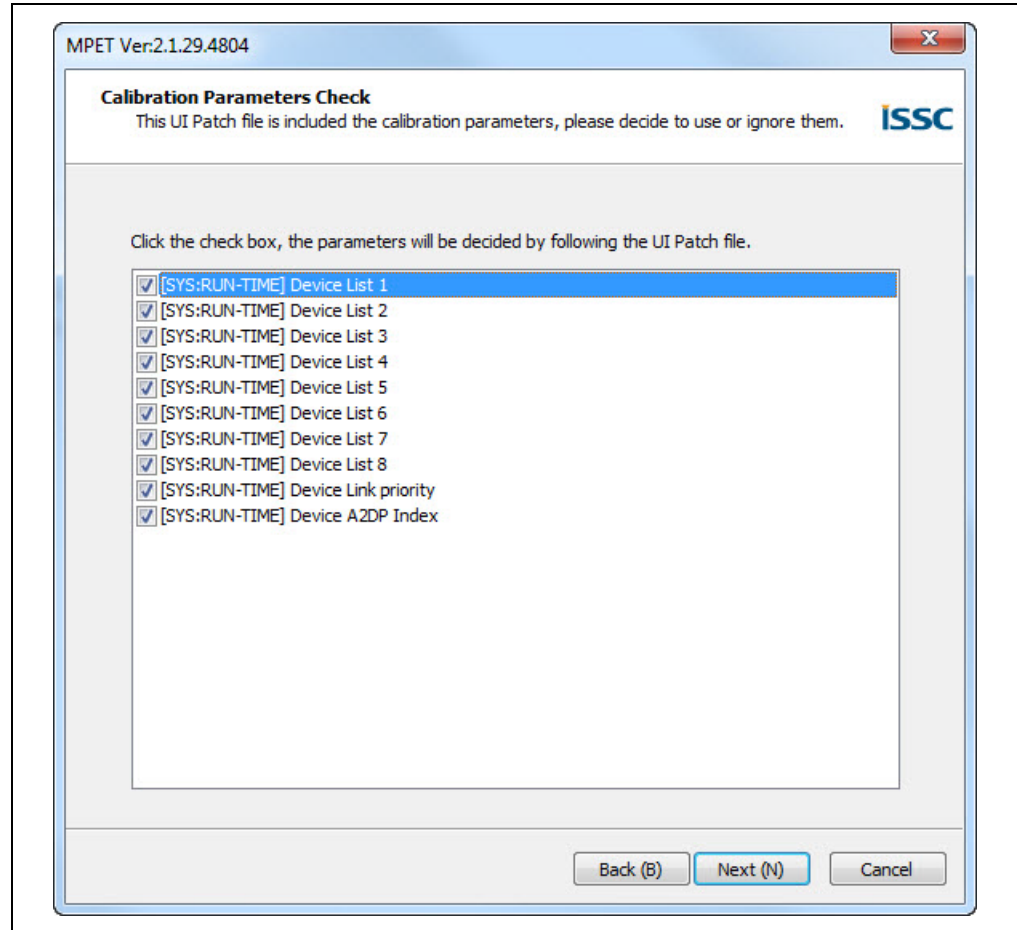 MPET Ver:2.1.29.4804
Calibration Parameters Check
This UI Patch file is included the calibration parameters, please decide to use or ignore them.
ISSC
Click the check box, the parameters will be decided by following the UI Patch file.
[SYS:RUN-TIME] Device List 1
[SYS:RUN-TIME] Device List 2
[SYS:RUN-TIME] Device List 3
[SYS:RUN-TIME] Device List 4
[SYS:RUN-TIME] Device List 5
[SYS:RUN-TIME] Device List 6
[SYS:RUN-TIME] Device List 7
[SYS:RUN-TIME] Device List 8
[SYS:RUN-TIME] Device Link priority
[SYS:RUN-TIME] Device A2DP Index
Back (B) Next (N) Cancel